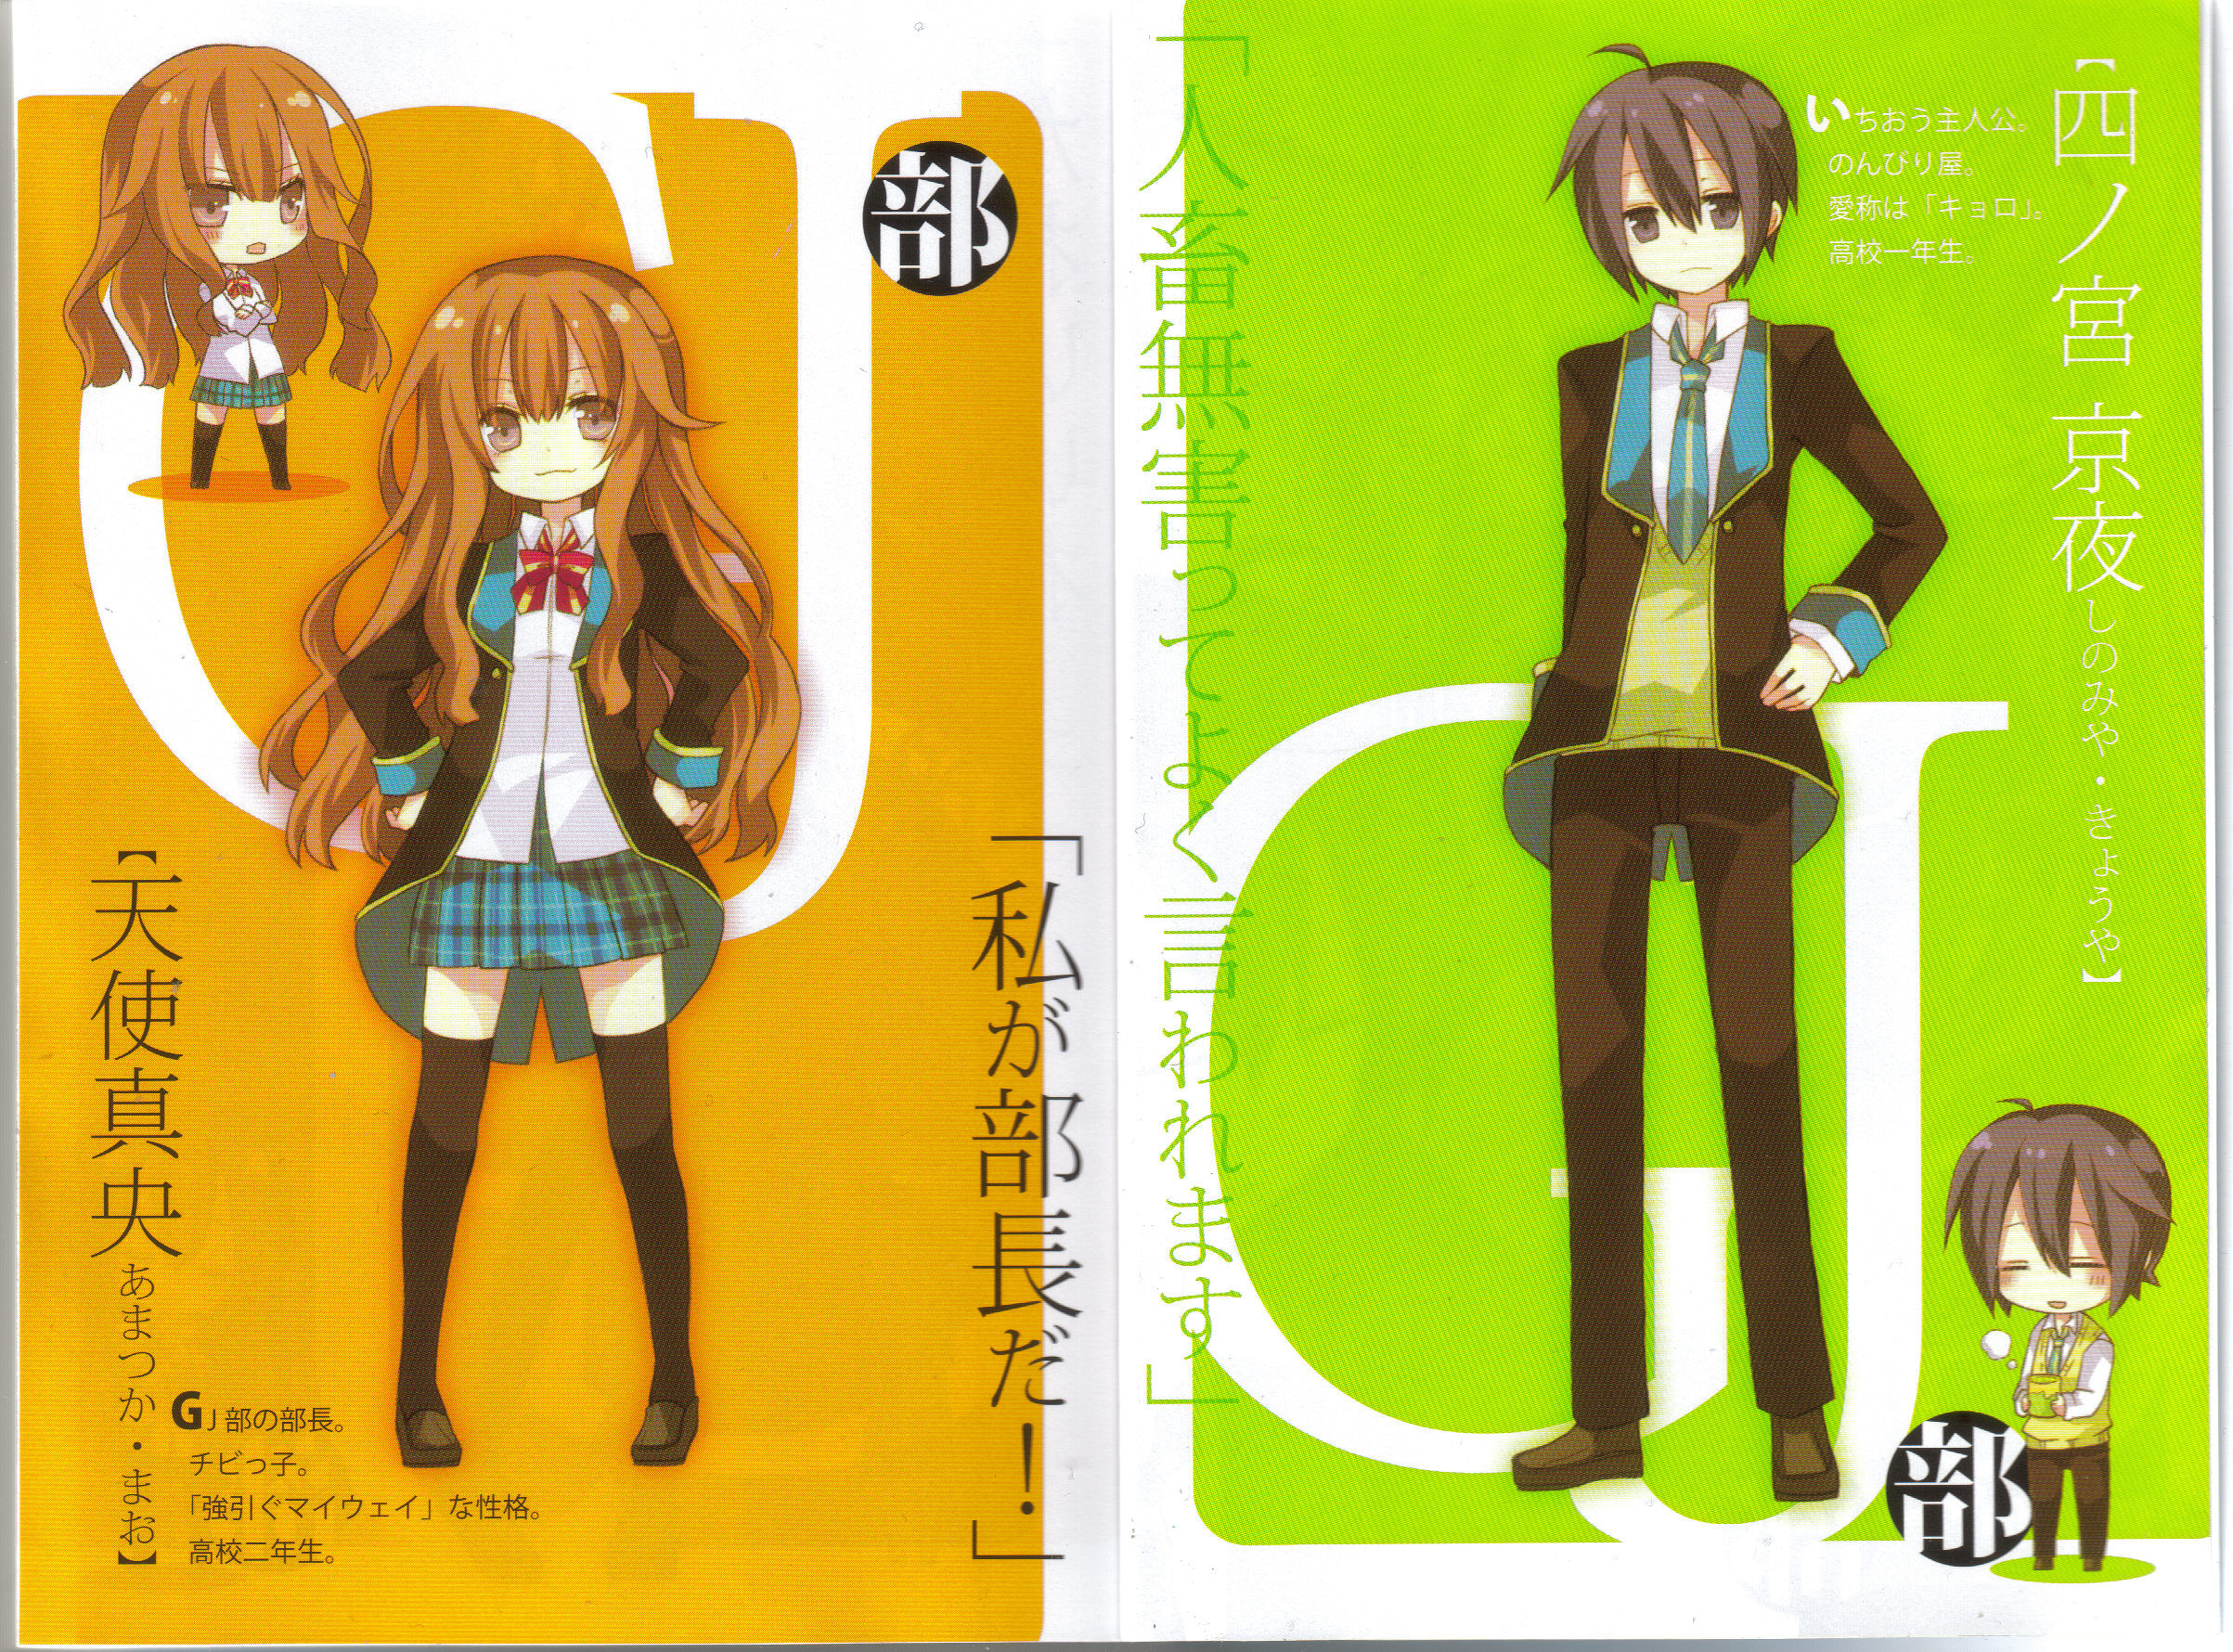 【四ノ宮 京夜 しのみや・きょうや】
いちおう主人公。
のんびり屋。
愛称は「キョロ」。
高校一年生。
「人畜無害ってよく言われます」
GJ
部
GJ
部
「私が部長だ！」
【天使真央 あまつか・まお】
GJ部の部長。
チビっ子。
「強引ぐマイウェイ」な性格。
高校二年生。